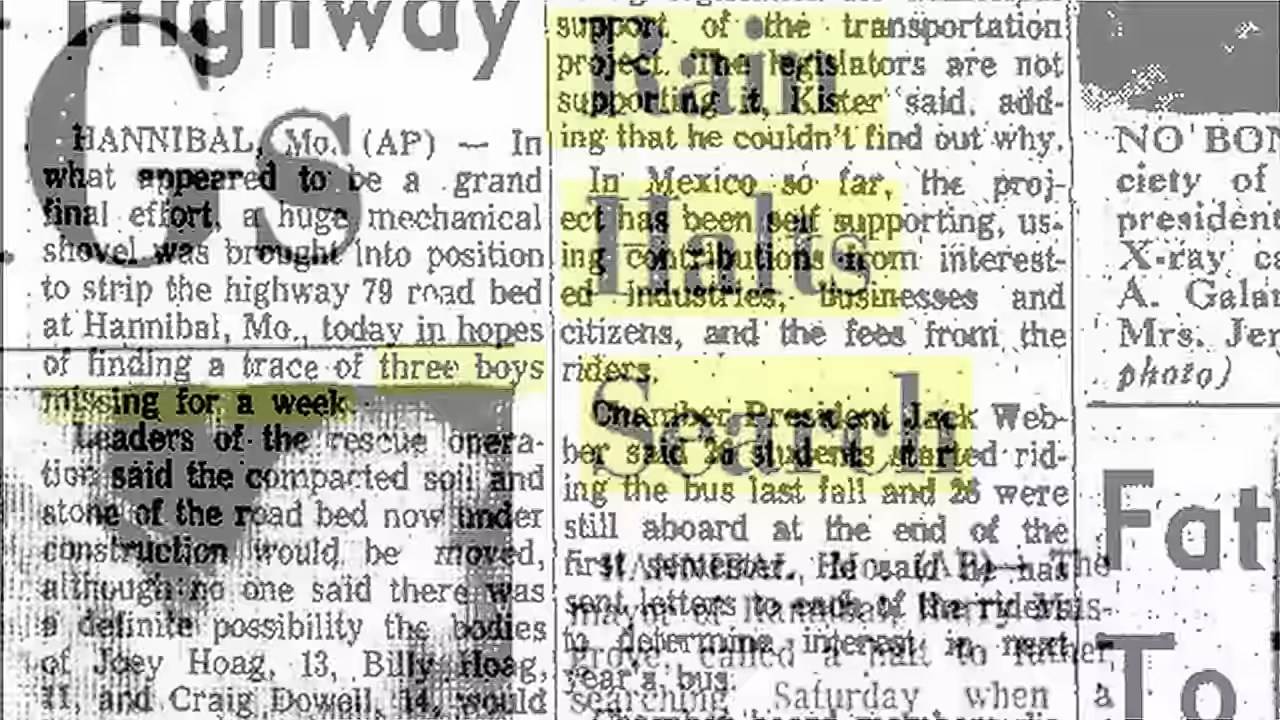 Highway
Gs
HANNIBAL, Mo. (AP) — In
what appeared to be a grand
final effort, a huge mechanical
shovel was brought into position
to strip the highway 79 road bed
at Hannibal, Mo., today in hopes
of finding a trace of three boys
missing for a week.
Leaders of the rescue opera-
tion said the compacted soil and
stone of the road bed now under
construction would be moved,
although no one said there was
a definite possibility the bodies
of Joey Hoag, 13, Billy Hoag,
11, and Craig Dowell, 14, would
support of the transportation
project. The legislators are not
supporting it, Kister said, add-
ing that he couldn't find out why.
In Mexico so far, the proj-
ect has been self supporting, us-
ing contributions from interest-
ed industries, businesses and
citizens, and the fees from the
riders.
Chamber President Jack Web-
ber said 26 students started rid-
ing the bus last fall and 26 were
still aboard at the end of the
first semester. He said he has
sent letters to each of the riders
to determine interest in next
year's bus.
Rain
Halts
Search
HANNIBAL, Mo. (AP) — The
mayor of Hannibal, Harry Vis-
grove, called a halt to further
searching Saturday when a
NO BON
ciety of
president
X-ray ca
A. Galan
Mrs. Jer
photo)
Fat
To